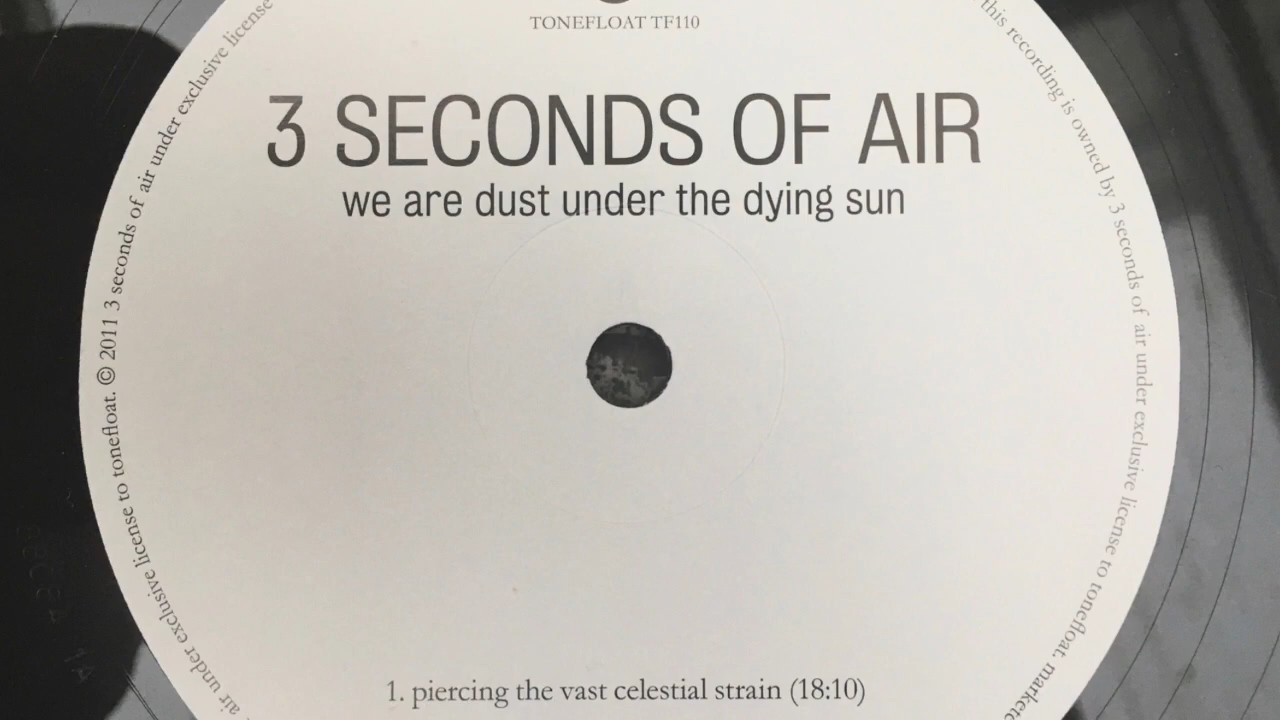 TONEFLOAT TF110
3 SECONDS OF AIR
we are dust under the dying sun
1. piercing the vast celestial strain (18:10)
air under exclusive license to tonefloat. © 2011 3 seconds of air under exclusive license
this recording is owned by 3 seconds of air under exclusive license to tonefloat.